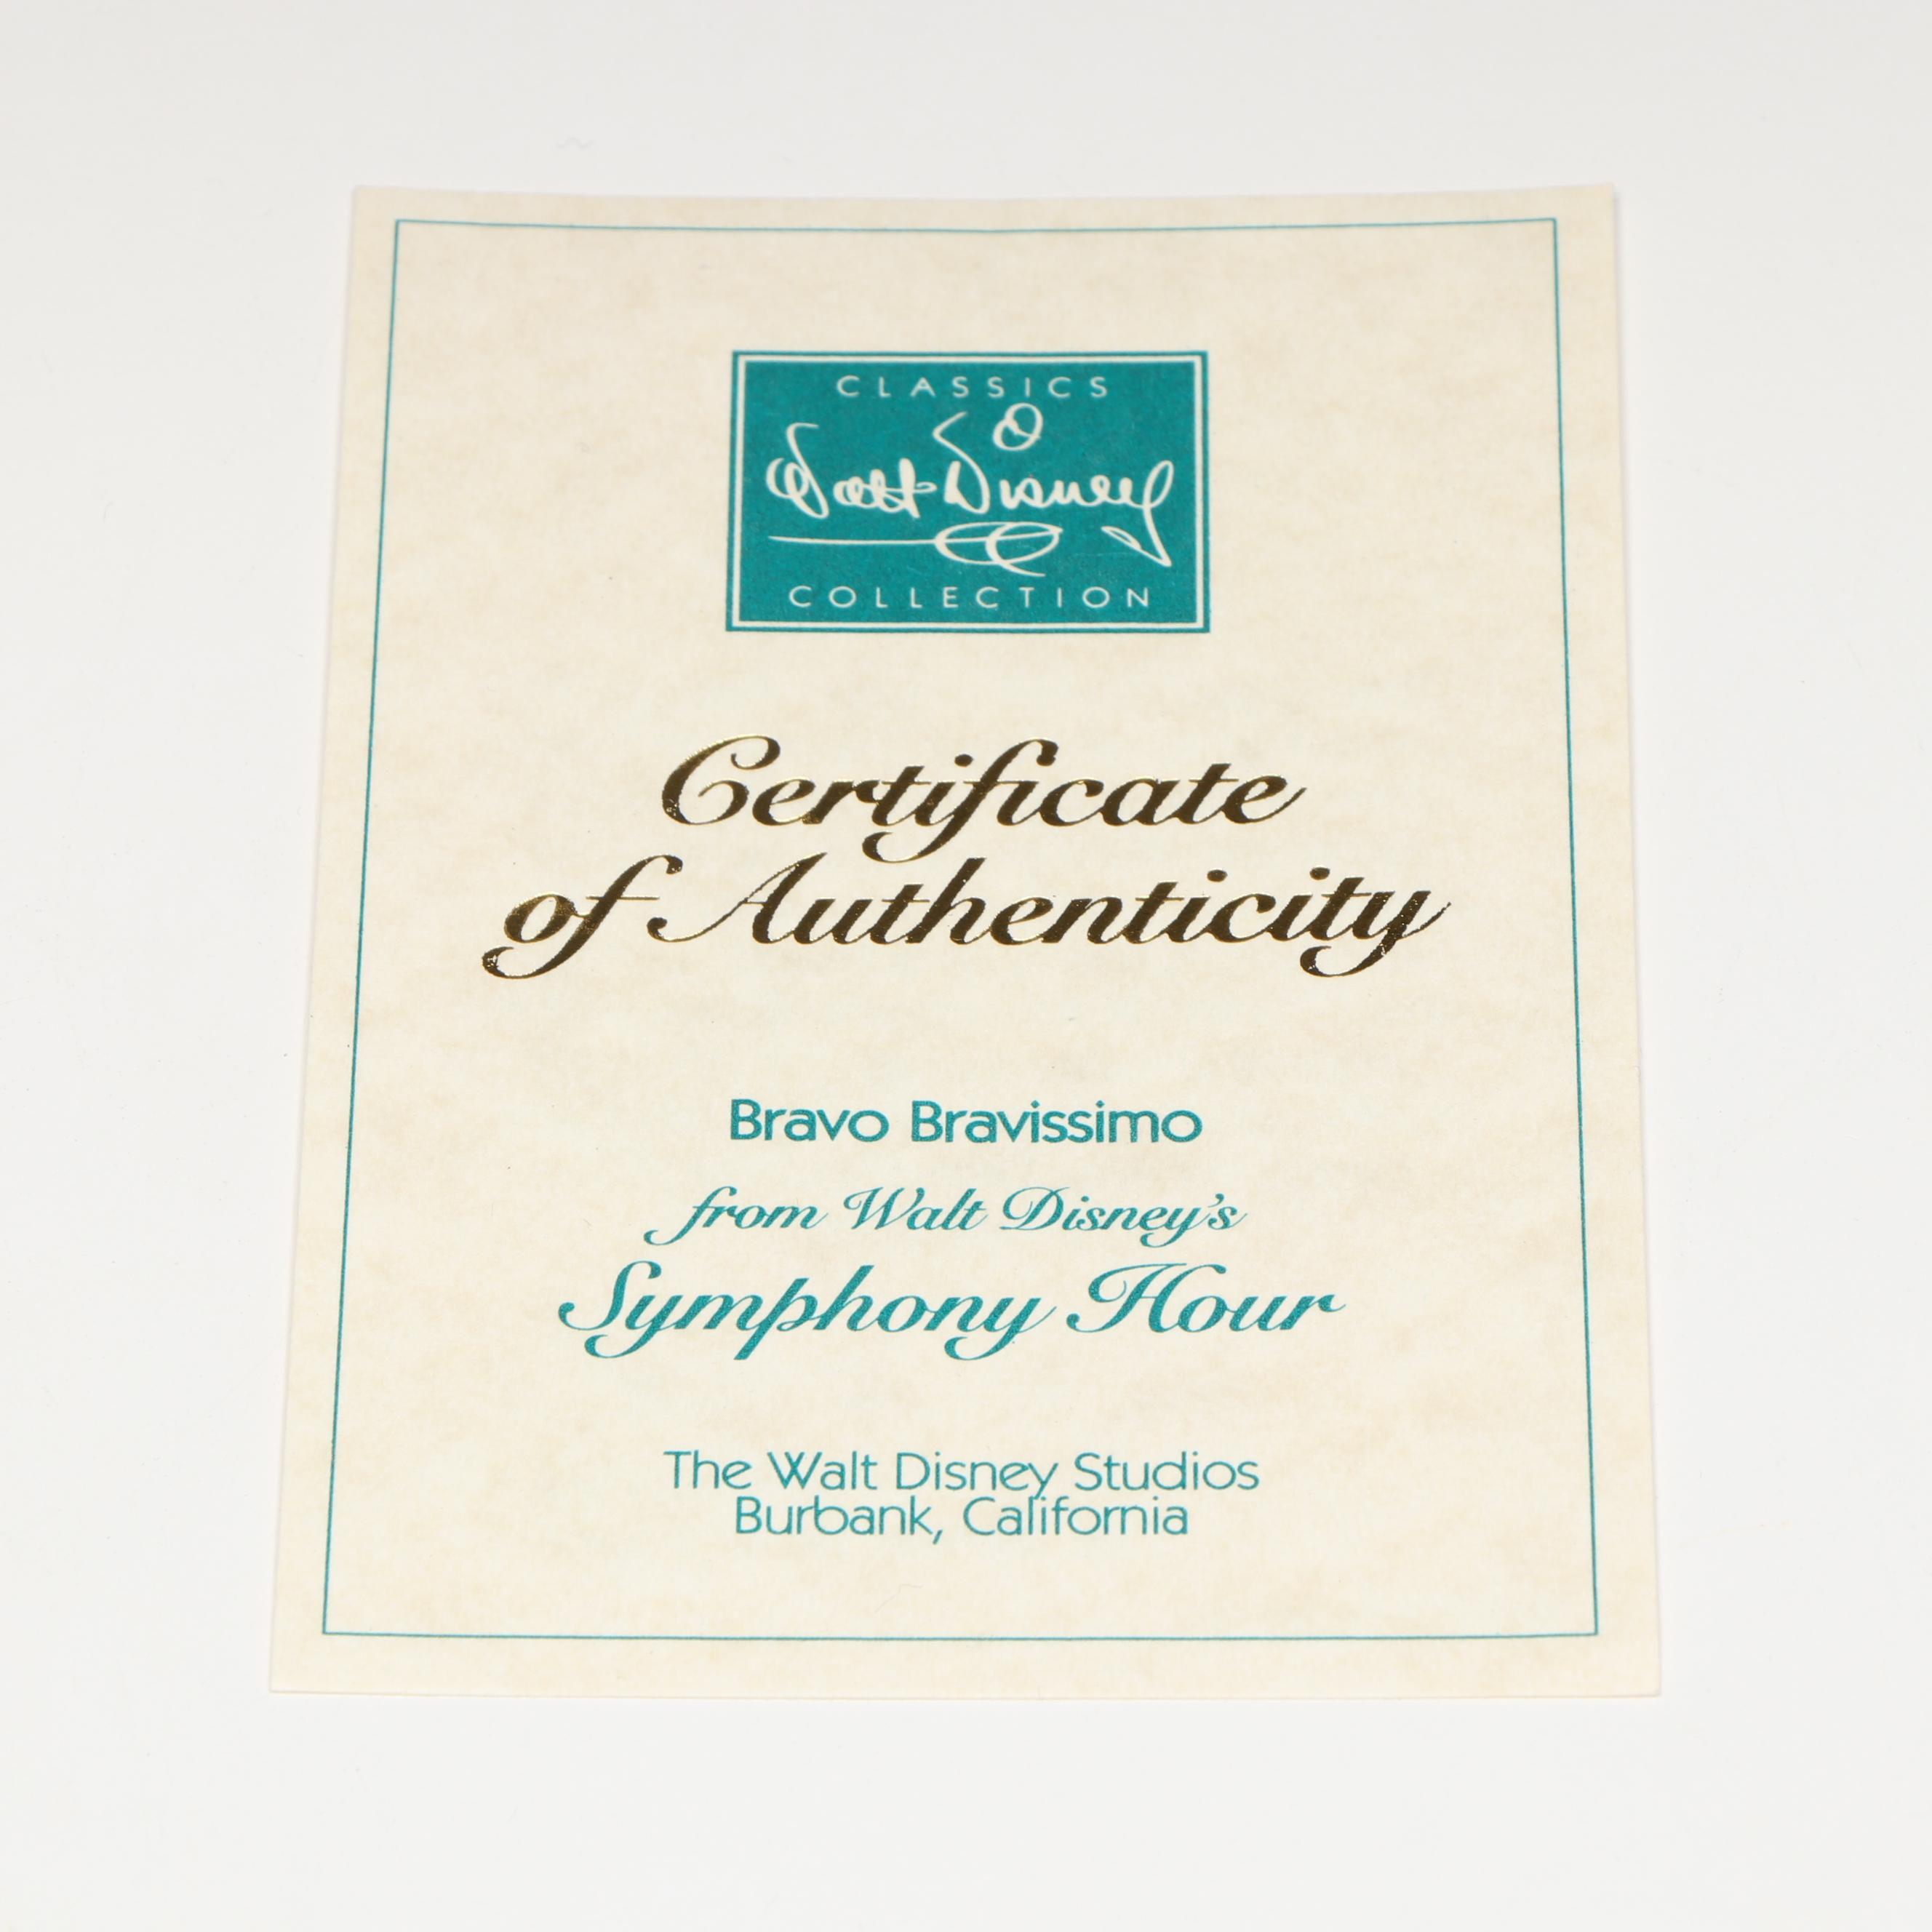 CLASSICS
Walt Disney
COLLECTION
Certificate
of Authenticity
Bravo Bravissimo
from Walt Disney's
Symphony Hour
The Walt Disney Studios
Burbank, California